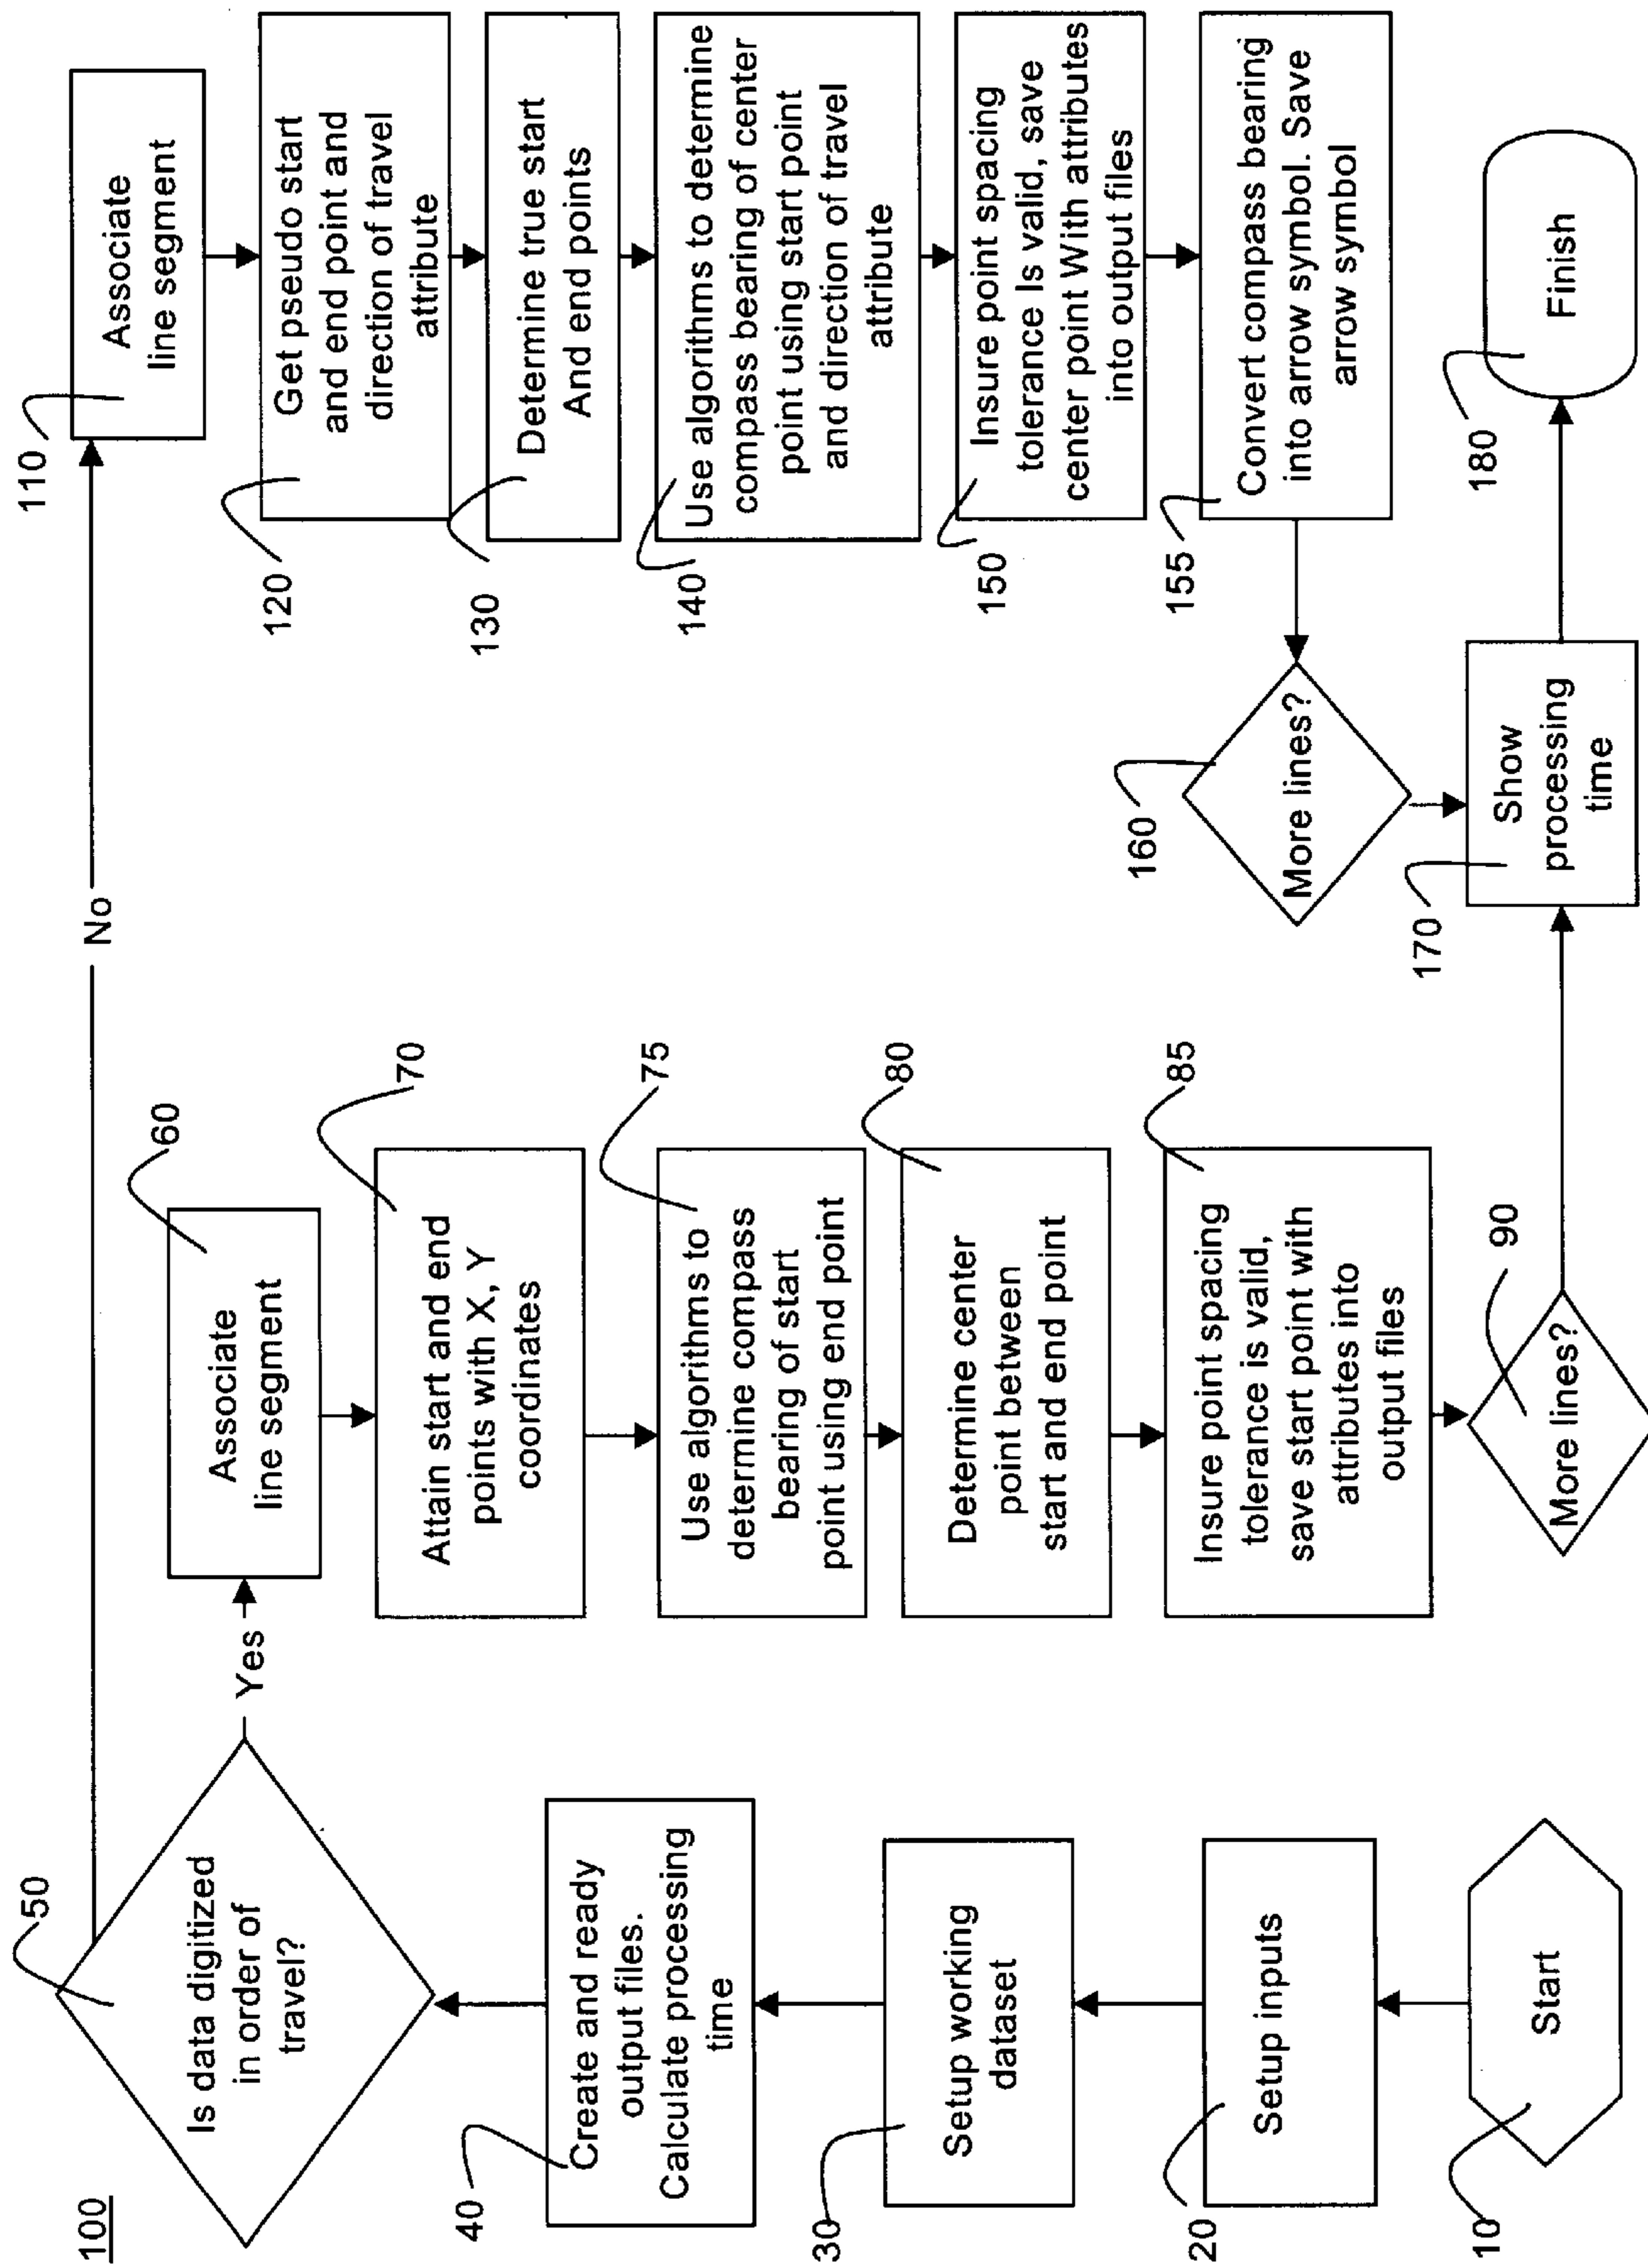 100
50
Is data digitized
in order of
travel?
No
Yes
40
Create and ready
output files.
Calculate processing
time
30
Setup working
dataset
20
Setup inputs
10
Start
60
Associate
line segment
70
Attain start and end
points with X, Y
coordinates
75
Use algorithms to
determine compass
bearing of start
point using end point
80
Determine center
point between
start and end point
85
Insure point spacing
tolerance is valid,
save start point with
attributes into
output files
90
More lines?
110
Associate
line segment
120
Get pseudo start
and end point and
direction of travel
attribute
130
Determine true start
And end points
140
Use algorithms to determine
compass bearing of center
point using start point
and direction of travel
attribute
150
Insure point spacing
tolerance Is valid, save
center point With attributes
into output files
155
Convert compass bearing
into arrow symbol. Save
arrow symbol
160
More lines?
170
Show
processing
time
180
Finish